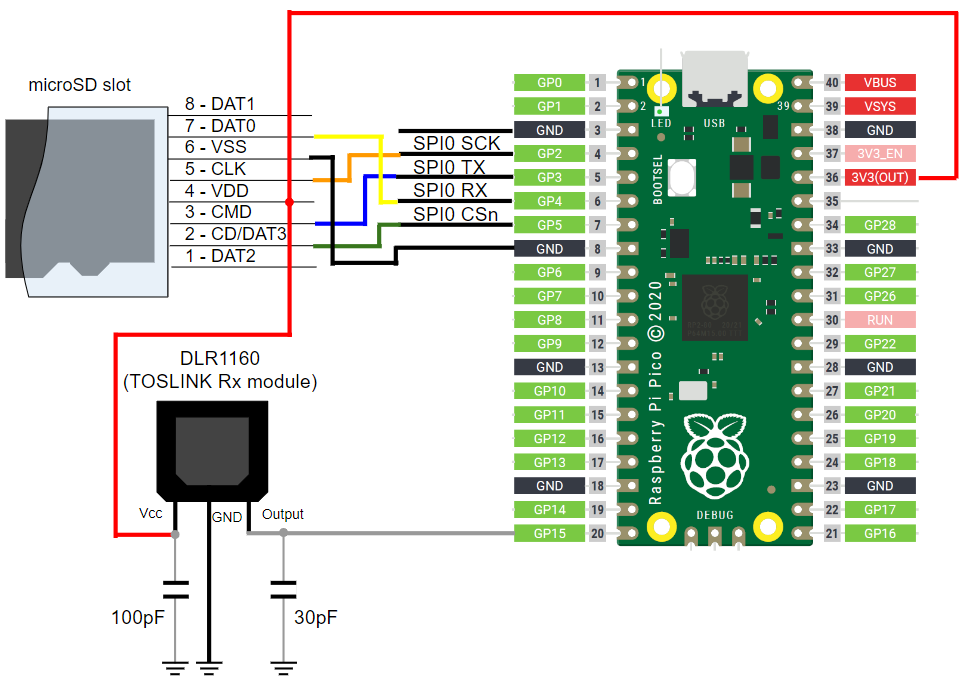 microSD slot
8 - DAT1
7 - DAT0
6 - VSS
5 - CLK
4 - VDD
3 - CMD
2 - CD/DAT3
1 - DAT2
SPI0 SCK
SPI0 TX
SPI0 RX
SPI0 CSn
GP0 1
GP1 2
GND 3
GP2 4
GP3 5
GP4 6
GP5 7
GND 8
GP6 9
GP7 10
GP8 11
GP9 12
GND 13
GP10 14
GP11 15
GP12 16
GP13 17
GND 18
GP14 19
GP15 20
1
2
LED
USB
39
BOOTSEL
Raspberry Pi Pico © 2020
DEBUG
40 VBUS
39 VSYS
38 GND
37 3V3_EN
36 3V3(OUT)
35
34 GP28
33 GND
32 GP27
31 GP26
30 RUN
29 GP22
28 GND
27 GP21
26 GP20
25 GP19
24 GP18
23 GND
22 GP17
21 GP16
DLR1160
(TOSLINK Rx module)
Vcc
GND
Output
100pF
30pF